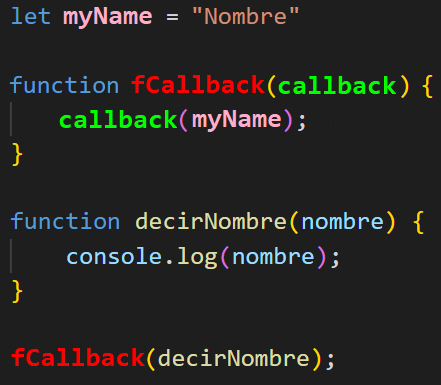 let myName = "Nombre"
function fCallback(callback) {
callback(myName);
}
function decirNombre(nombre) {
console.log(nombre);
}
fCallback(decirNombre);